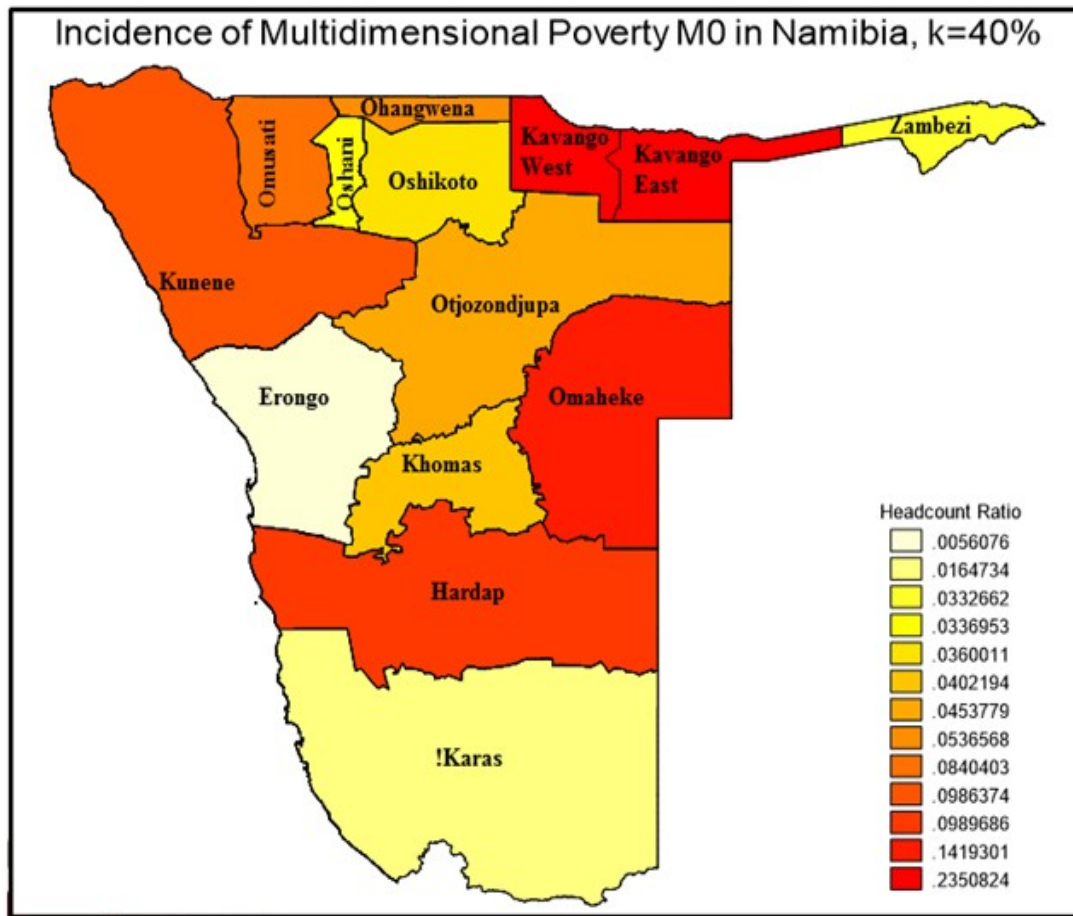 Incidence of Multidimensional Poverty M0 in Namibia, k=40%
Ohangwena
Omusati
Oshani
Oshikoto
Kavango
West
Kavango
East
Zambezi
Kunene
Otjozondjupa
Erongo
Omaheke
Khomas
Hardap
!Karas
Headcount Ratio
.0056076
.0164734
.0332662
.0336953
.0360011
.0402194
.0453779
.0536568
.0840403
.0986374
.0989686
.1419301
.2350824